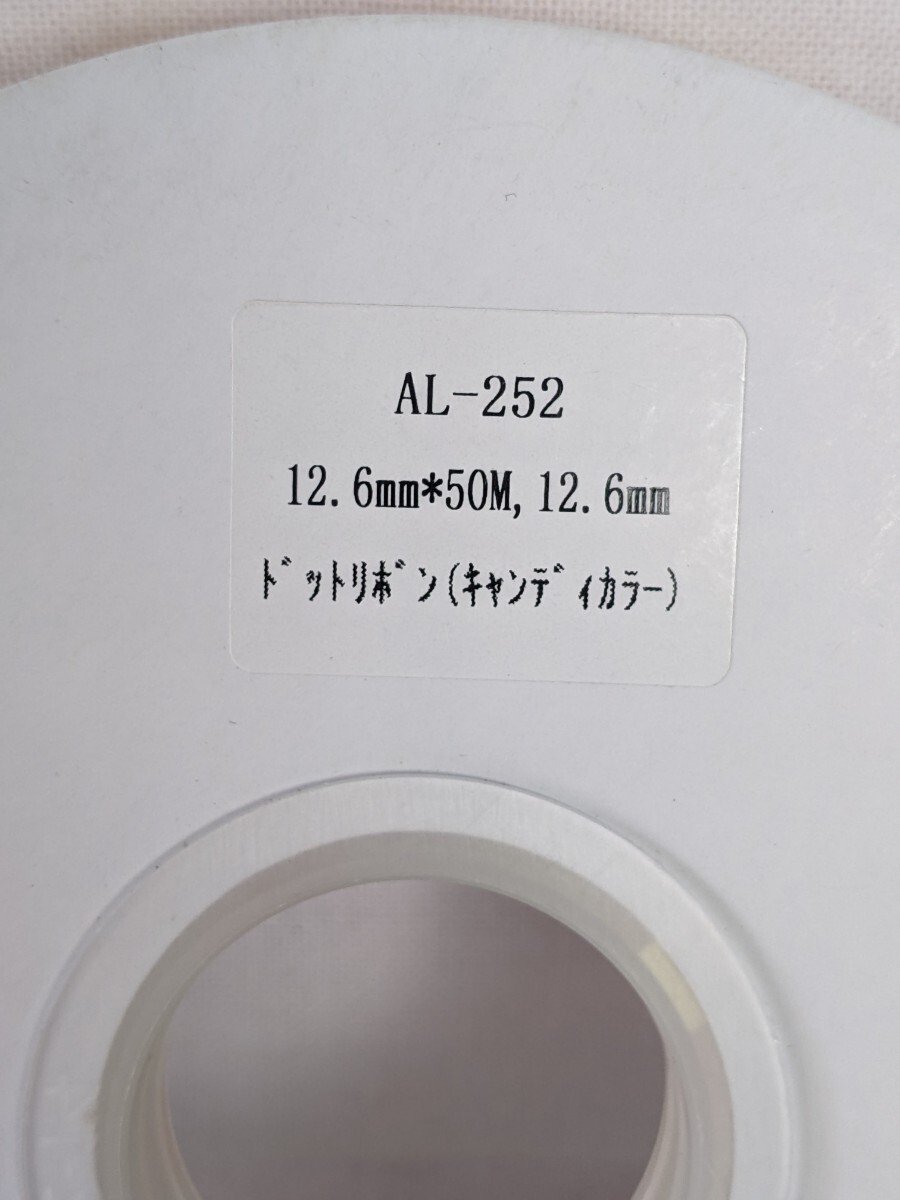 AL-252
12.6mm*50M,12.6mm
ﾄﾞｯﾄﾘﾎﾞﾝ(ｷｬﾝﾃﾞｨｶﾗｰ)